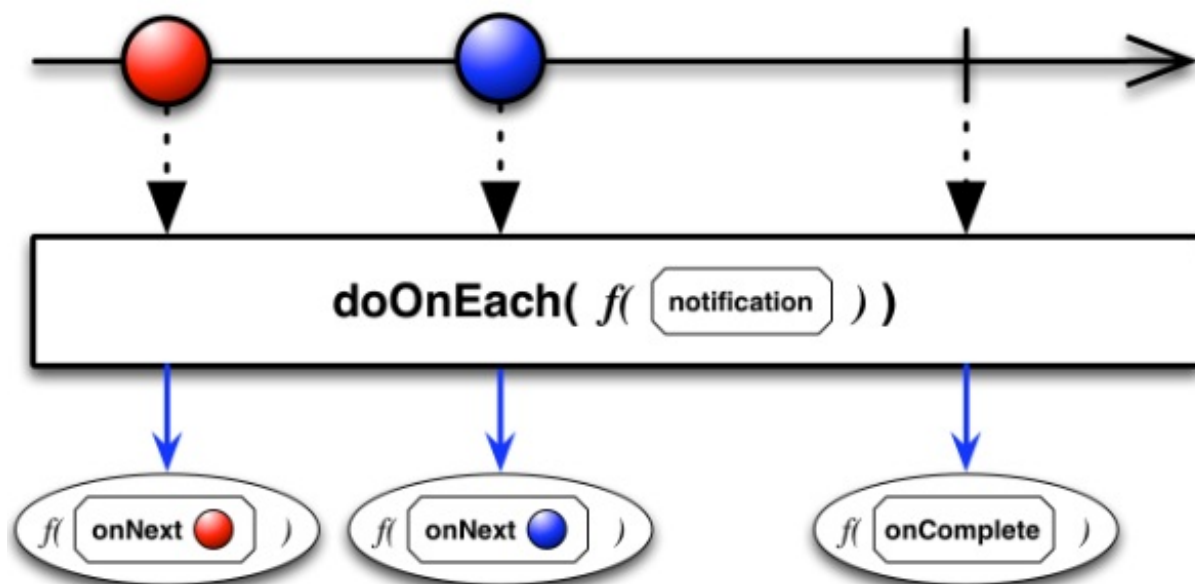 doOnEach( f( notification ) )
f( onNext )
f( onNext )
f( onComplete )